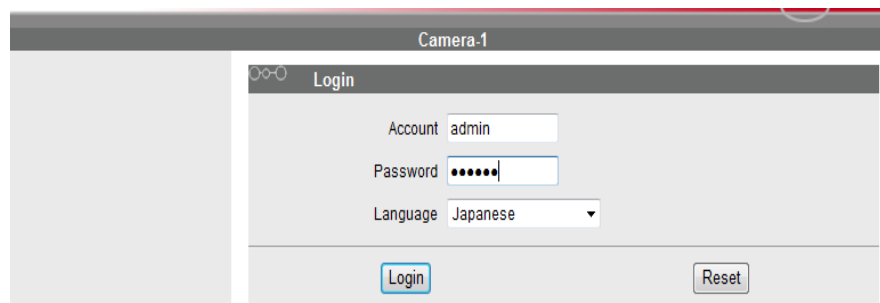 Camera-1
Login
Account admin
Password ••••••
Language Japanese
Login Reset